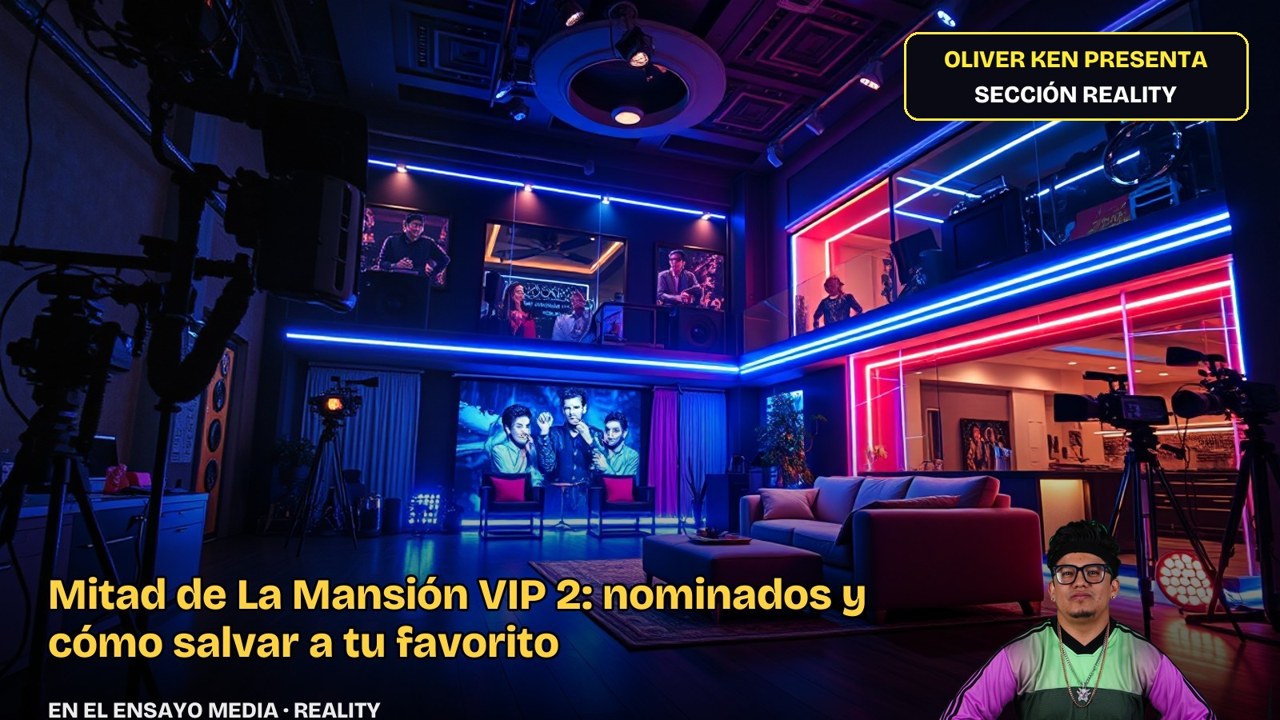 OLIVER KEN PRESENTA
SECCIÓN REALITY
Mitad de La Mansión VIP 2: nominados y
cómo salvar a tu favorito
EN EL ENSAYO MEDIA · REALITY